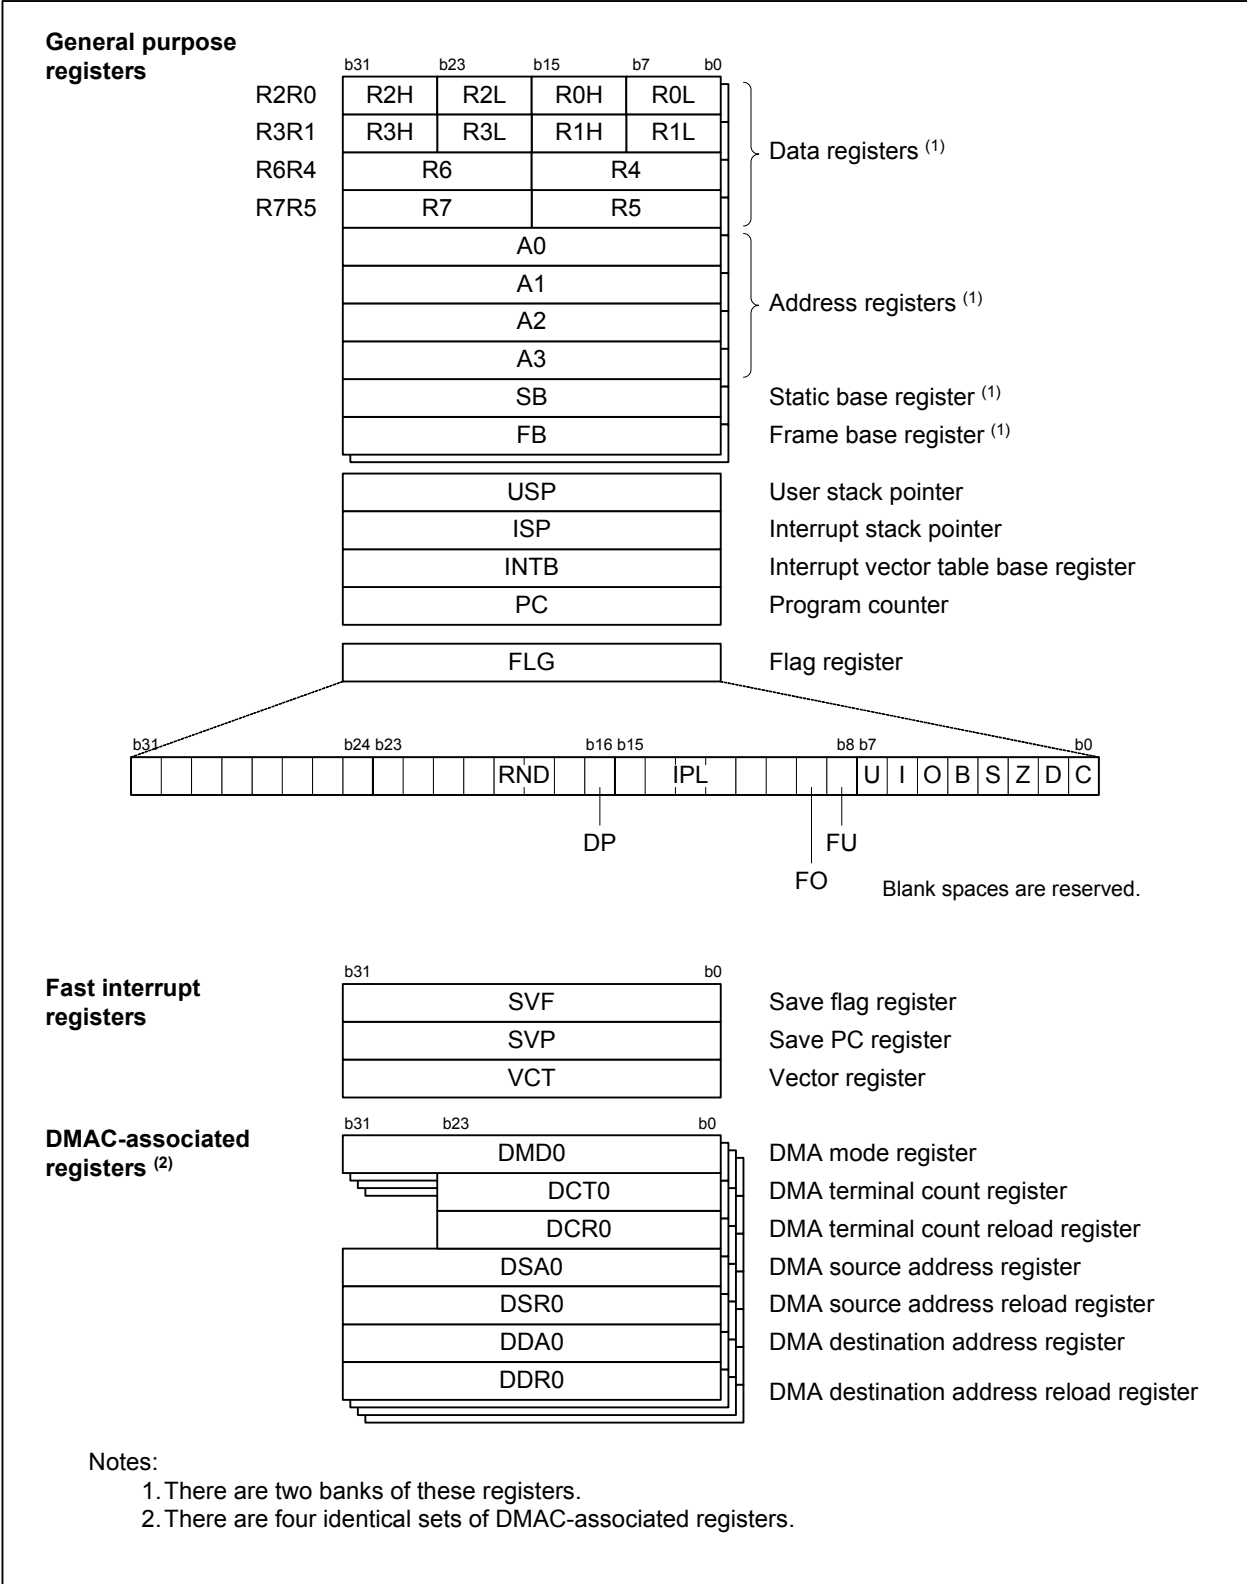 General purpose
registers
b31 b23 b15 b7 b0
R2R0 R2H R2L R0H R0L
R3R1 R3H R3L R1H R1L
Data registers (1)
R6R4 R6 R4
R7R5 R7 R5
A0
A1
Address registers (1)
A2
A3
SB Static base register (1)
FB Frame base register (1)
USP User stack pointer
ISP Interrupt stack pointer
INTB Interrupt vector table base register
PC Program counter
FLG Flag register
b31 b24 b23 b16 b15 b8 b7 b0
RND IPL U I O B S Z D C
DP FU
FO
Blank spaces are reserved.
Fast interrupt
registers
b31 b0
SVF Save flag register
SVP Save PC register
VCT Vector register
DMAC-associated
registers (2)
b31 b23 b0
DMD0 DMA mode register
DCT0 DMA terminal count register
DCR0 DMA terminal count reload register
DSA0 DMA source address register
DSR0 DMA source address reload register
DDA0 DMA destination address register
DDR0 DMA destination address reload register
Notes:
1. There are two banks of these registers.
2. There are four identical sets of DMAC-associated registers.